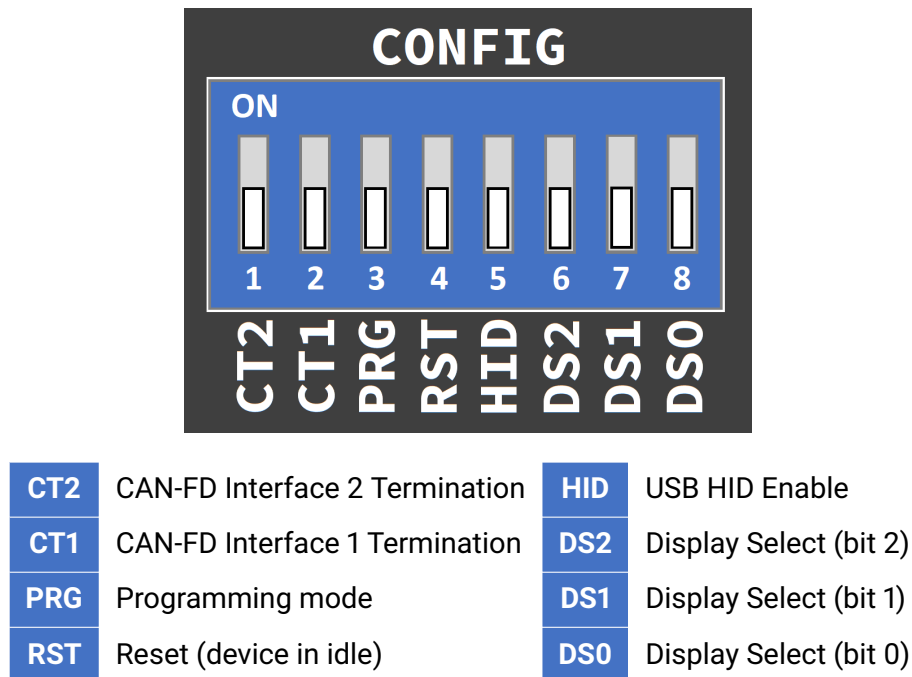 CONFIG
ON
1 2 3 4 5 6 7 8
CT2 CT1 PRG RST HID DS2 DS1 DS0
CT2 CAN-FD Interface 2 Termination HID USB HID Enable
CT1 CAN-FD Interface 1 Termination DS2 Display Select (bit 2)
PRG Programming mode DS1 Display Select (bit 1)
RST Reset (device in idle) DS0 Display Select (bit 0)